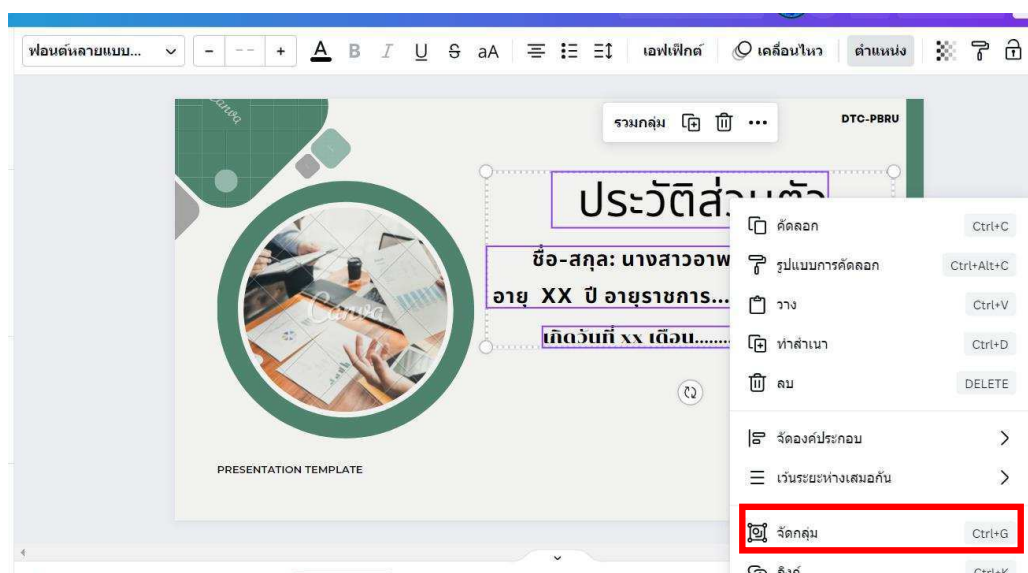 ฟอนต์หลายแบบ...
- -- +
A B I U S aA
เอฟเฟ็กต์
เคลื่อนไหว
ตำแหน่ง
Canva
รวมกลุ่ม
DTC-PBRU
ประวัติส่วนตัว
ชื่อ-สกุล: นางสาวอาพ
อายุ XX ปี อายุราชการ...
เกิดวันที่ xx เดือน........
Canva
PRESENTATION TEMPLATE
คัดลอก Ctrl+C
รูปแบบการคัดลอก Ctrl+Alt+C
วาง Ctrl+V
ทำสำเนา Ctrl+D
ลบ DELETE
จัดองค์ประกอบ
เว้นระยะห่างเสมอกัน
จัดกลุ่ม Ctrl+G
ลิงก์ Ctrl+K